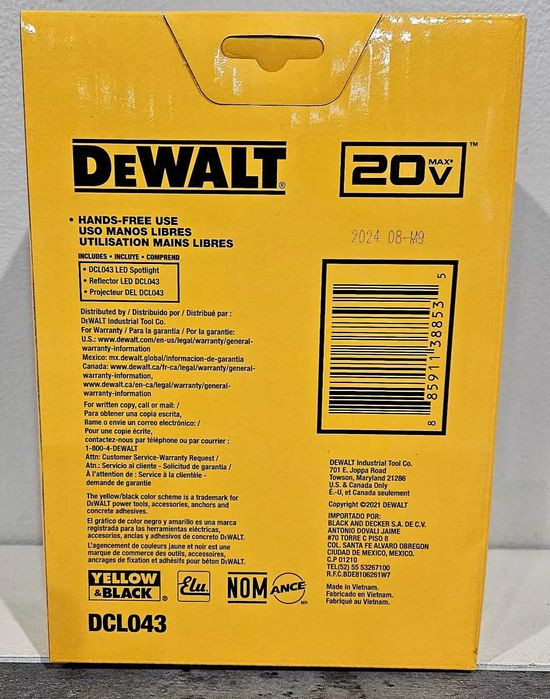 DEWALT®
20V MAX* ™
• HANDS-FREE USE
USO MANOS LIBRES
UTILISATION MAINS LIBRES
2024 08-M9
INCLUDES • INCLUYE • COMPREND
• DCL043 LED Spotlight
• Reflector LED DCL043
• Projecteur DEL DCL043
8 85911 38853 5
Distributed by / Distribuido por / Distribué par :
DEWALT Industrial Tool Co.
For Warranty / Para la garantía / Por la garantie:
U.S.: www.dewalt.com/en-us/legal/warranty/general-
warranty-information
Mexico: mx.dewalt.global/informacion-de-garantia
Canada: www.dewalt.ca/fr-ca/legal/warranty/general-
warranty-information,
www.dewalt.ca/en-ca/legal/warranty/general-
warranty-information
For written copy, call or mail: /
Para obtener una copia escrita,
llame o envie un correo electrónico: /
Pour une copie écrite,
contactez-nous par téléphone ou par courrier :
1-800-4-DEWALT
Attn: Customer Service-Warranty Request /
Atn.: Servicio al cliente - Solicitud de garantía /
À l'attention de : Service à la clientèle -
demande de garantie
The yellow/black color scheme is a trademark for
DEWALT power tools, accessories, anchors and
concrete adhesives.
El gráfico de color negro y amarillo es una marca
registrada para las herramientas eléctricas,
accesorios, anclas y adhesivos de concreto DEWALT.
L'agencement de couleurs jaune et noir est une
marque de commerce des outils, accessoires,
ancrages de fixation et adhésifs pour béton DEWALT.
DEWALT Industrial Tool Co.
701 E. Joppa Road
Towson, Maryland 21286
U.S. & Canada Only
É.-U, et Canada seulement
Copyright ©2021 DEWALT
IMPORTADO POR:
BLACK AND DECKER S.A. DE C.V.
ANTONIO DOVALI JAIME
#70 TORRE C PISO 8
COL. SANTA FE ALVARO OBREGON
CIUDAD DE MEXICO, MEXICO.
C.P 01210
TEL(52) 55 53267100
R.F.C.BDE8106261W7
Made in Vietnam.
Fabricado en Vietnam.
Fabriqué au Vietnam.
YELLOW
& BLACK®
Elu®
NOM ANCE MR
DCL043